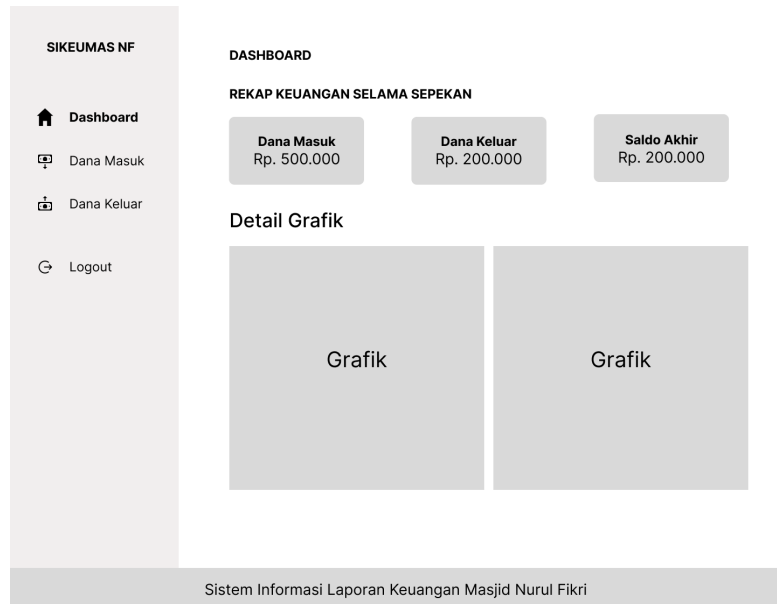 SIKEUMAS NF
Dashboard
Dana Masuk
Dana Keluar
Logout
DASHBOARD
REKAP KEUANGAN SELAMA SEPEKAN
Dana Masuk
Rp. 500.000
Dana Keluar
Rp. 200.000
Saldo Akhir
Rp. 200.000
Detail Grafik
Grafik
Grafik
Sistem Informasi Laporan Keuangan Masjid Nurul Fikri